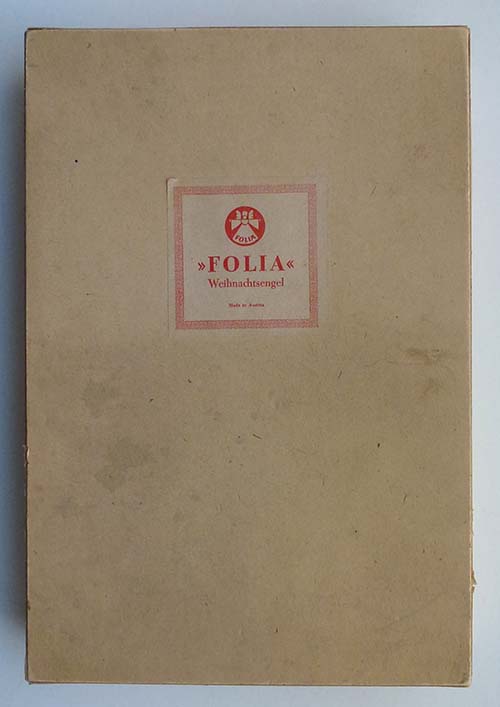 FOLIA
»FOLIA«
Weihnachtsengel
Made in Austria